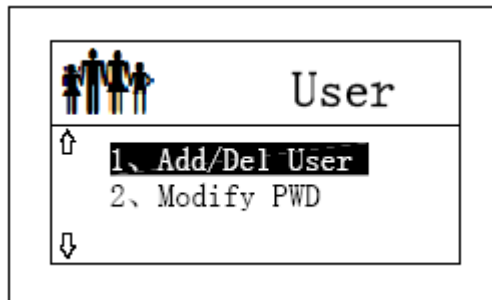 User
1、Add/Del User
2、Modify PWD